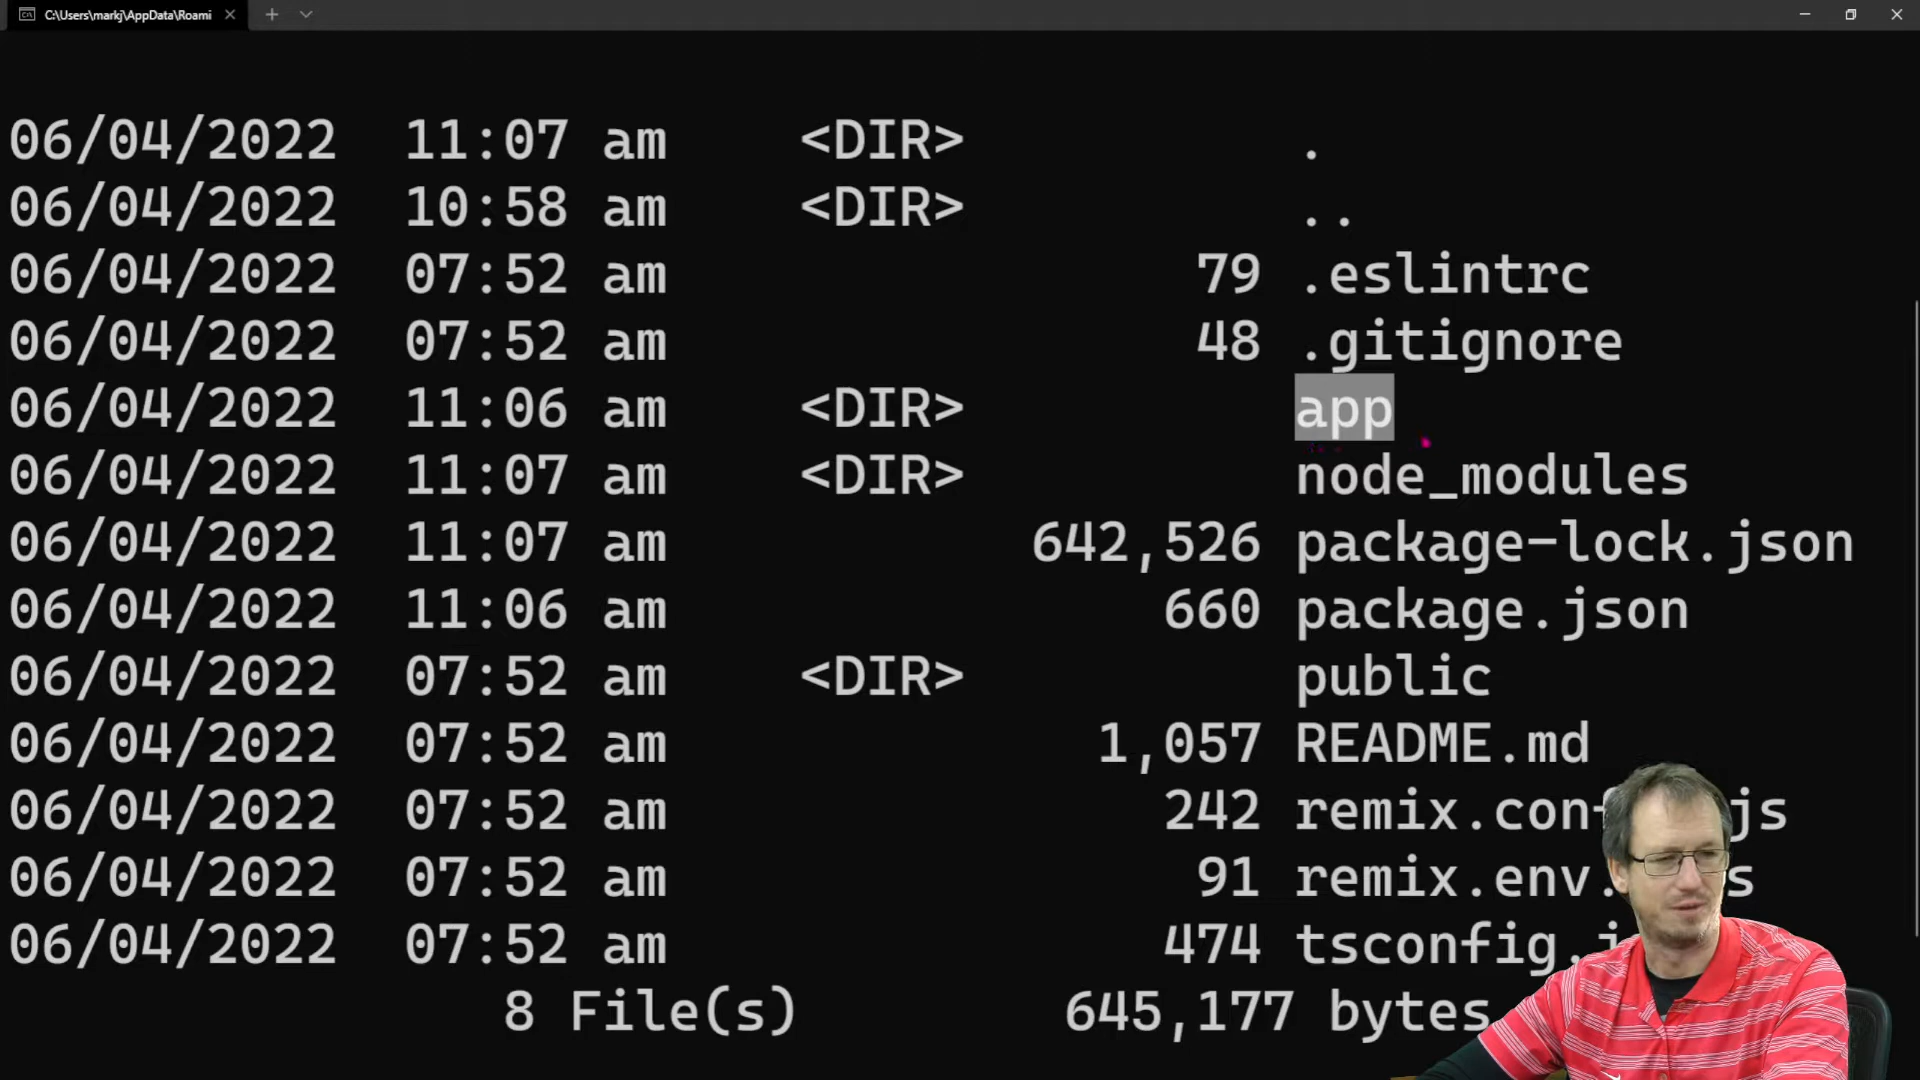 C:\Users\markj\AppData\Roami
06/04/2022 11:07 am <DIR> .
06/04/2022 10:58 am <DIR> ..
06/04/2022 07:52 am 79 .eslintrc
06/04/2022 07:52 am 48 .gitignore
06/04/2022 11:06 am <DIR> app
06/04/2022 11:07 am <DIR> node_modules
06/04/2022 11:07 am 642,526 package-lock.json
06/04/2022 11:06 am 660 package.json
06/04/2022 07:52 am <DIR> public
06/04/2022 07:52 am 1,057 README.md
06/04/2022 07:52 am 242 remix.con
06/04/2022 07:52 am 91 remix.env.
06/04/2022 07:52 am 474 tsconfig.
8 File(s) 645,177 bytes